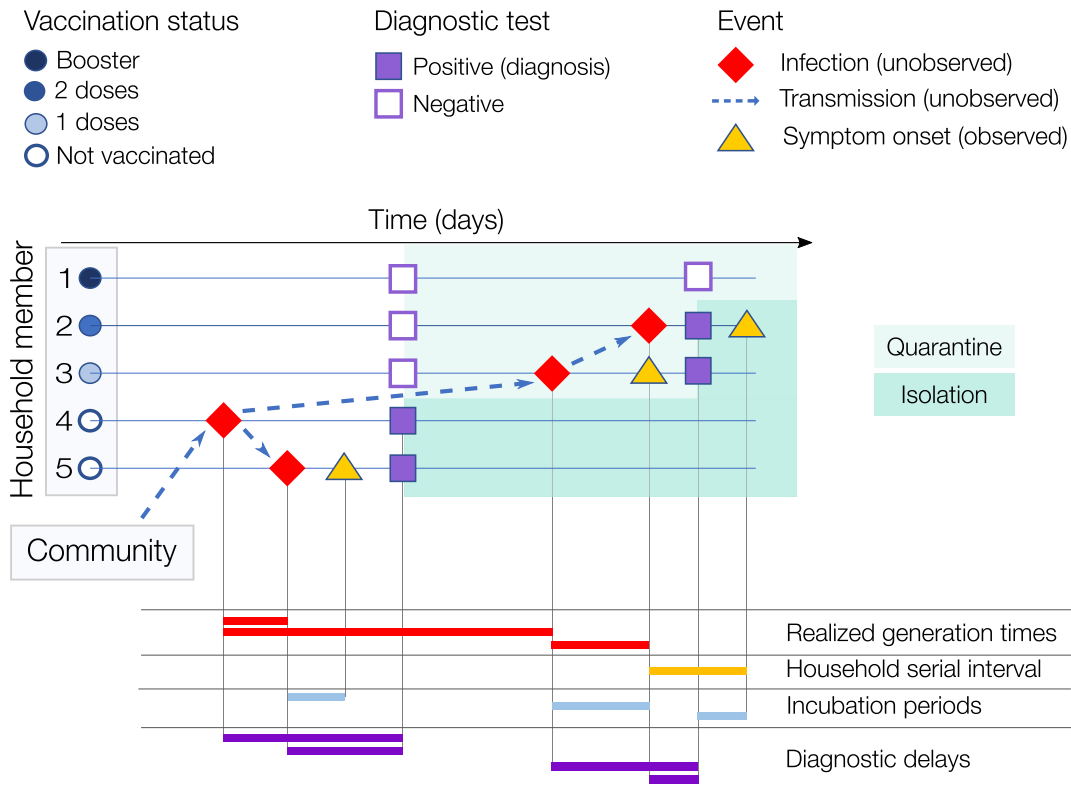 Vaccination status
Booster
2 doses
1 doses
Not vaccinated
Diagnostic test
Positive (diagnosis)
Negative
Event
Infection (unobserved)
Transmission (unobserved)
Symptom onset (observed)
Time (days)
Household member
1
2
3
4
5
Quarantine
Isolation
Community
Realized generation times
Household serial interval
Incubation periods
Diagnostic delays